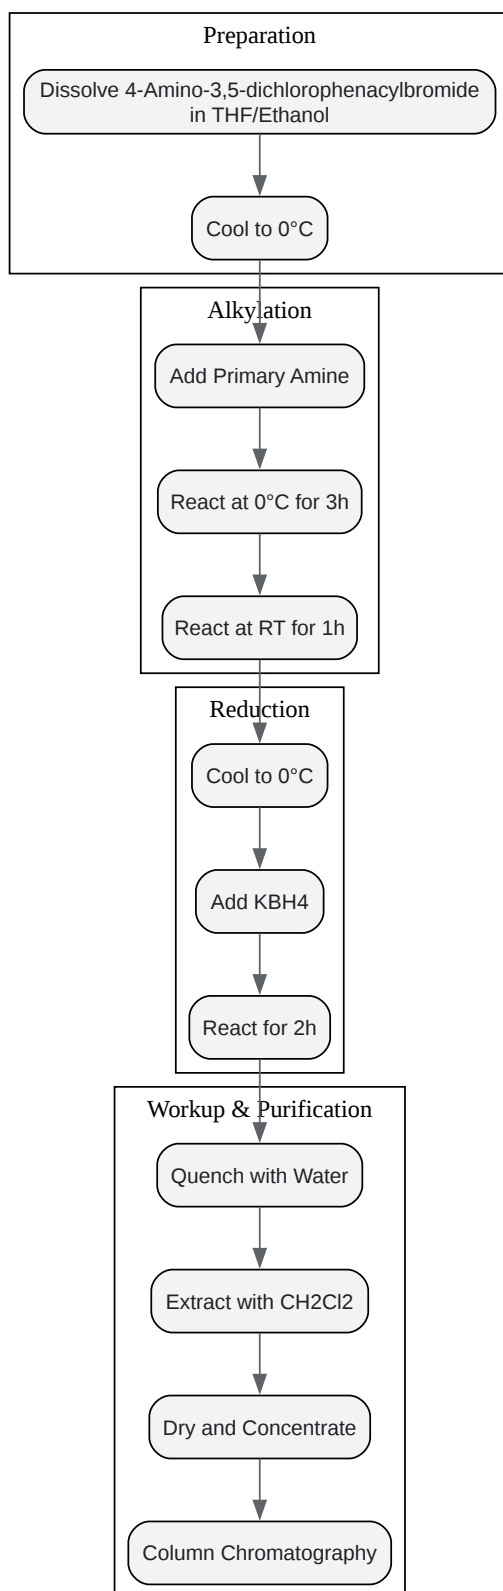 Preparation
Dissolve 4-Amino-3,5-dichlorophenacylbromide
in THF/Ethanol
Cool to 0°C
Alkylation
Add Primary Amine
React at 0°C for 3h
React at RT for 1h
Reduction
Cool to 0°C
Add KBH4
React for 2h
Workup & Purification
Quench with Water
Extract with CH2Cl2
Dry and Concentrate
Column Chromatography